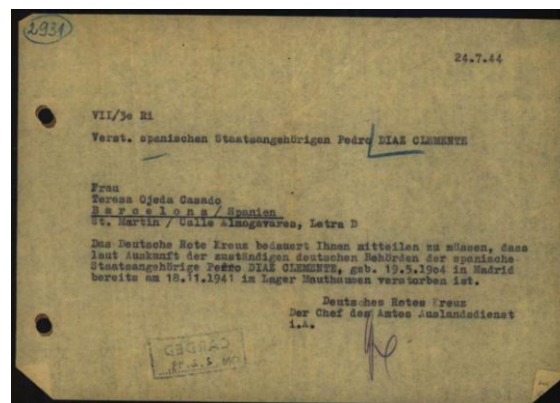 2931
24.7.44
VII/3e Ri
Verst. spanischen Staatsangehörigen Pedro DIAZ CLEMENTE
Frau
Teresa Ojeda Casado
Barcelona / Spanien
St. Martin / Calle Almogavares, Letra B
Das Deutsche Rote Kreuz bedauert Ihnen mitteilen zu müssen, dass
laut Auskunft der zuständigen deutschen Behörden der spanische
Staatsangehörige Pedro DIAZ CLEMENTE, geb. 19.5.1904 in Madrid
bereits am 18.11.1941 im Lager Mauthausen verstorben ist.
Deutsches Rotes Kreuz
Der Chef des Amtes Auslandsdienst
i.A.